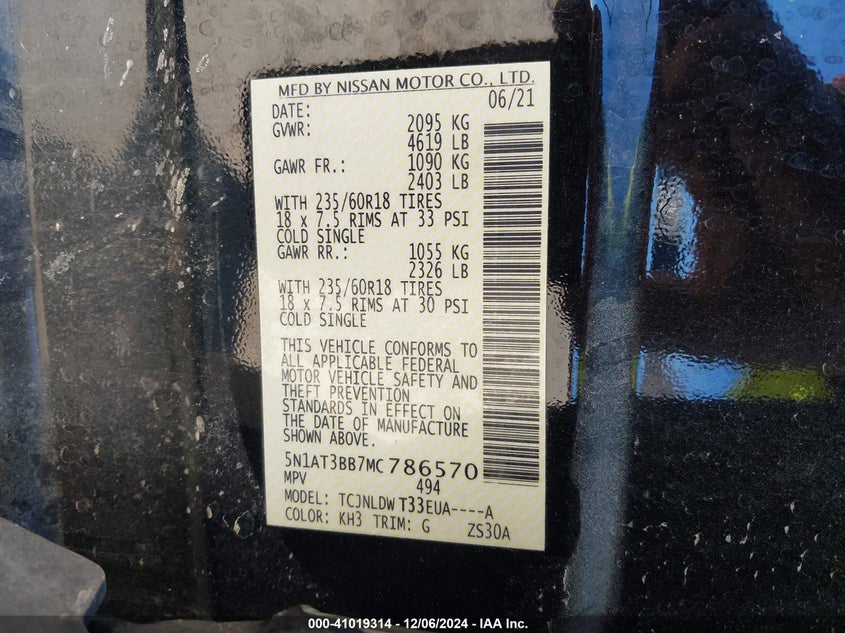 MFD BY NISSAN MOTOR CO., LTD.
DATE: 06/21
GVWR: 2095 KG
4619 LB
GAWR FR.: 1090 KG
2403 LB
WITH 235/60R18 TIRES
18 x 7.5 RIMS AT 33 PSI
COLD SINGLE
GAWR RR.: 1055 KG
2326 LB
WITH 235/60R18 TIRES
18 x 7.5 RIMS AT 30 PSI
COLD SINGLE
THIS VEHICLE CONFORMS TO
ALL APPLICABLE FEDERAL
MOTOR VEHICLE SAFETY AND
THEFT PREVENTION
STANDARDS IN EFFECT ON
THE DATE OF MANUFACTURE
SHOWN ABOVE.
5N1AT3BB7MC786570
MPV 494
MODEL: TCJNLDW T33EUA----A
COLOR: KH3 TRIM: G ZS30A
000-41019314 - 12/06/2024 - IAA Inc.